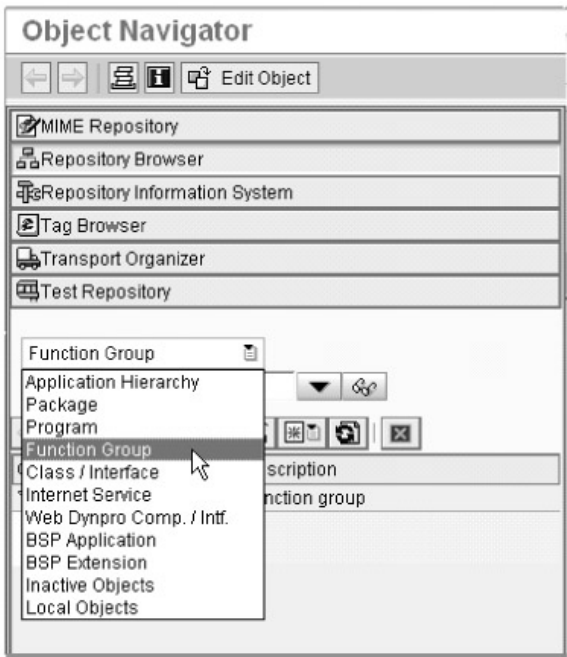 Object Navigator
Edit Object
MIME Repository
Repository Browser
Repository Information System
Tag Browser
Transport Organizer
Test Repository
Function Group
Application Hierarchy
Package
Program
Function Group
Class / Interface
scription
Internet Service
nction group
Web Dynpro Comp. / Intf.
BSP Application
BSP Extension
Inactive Objects
Local Objects